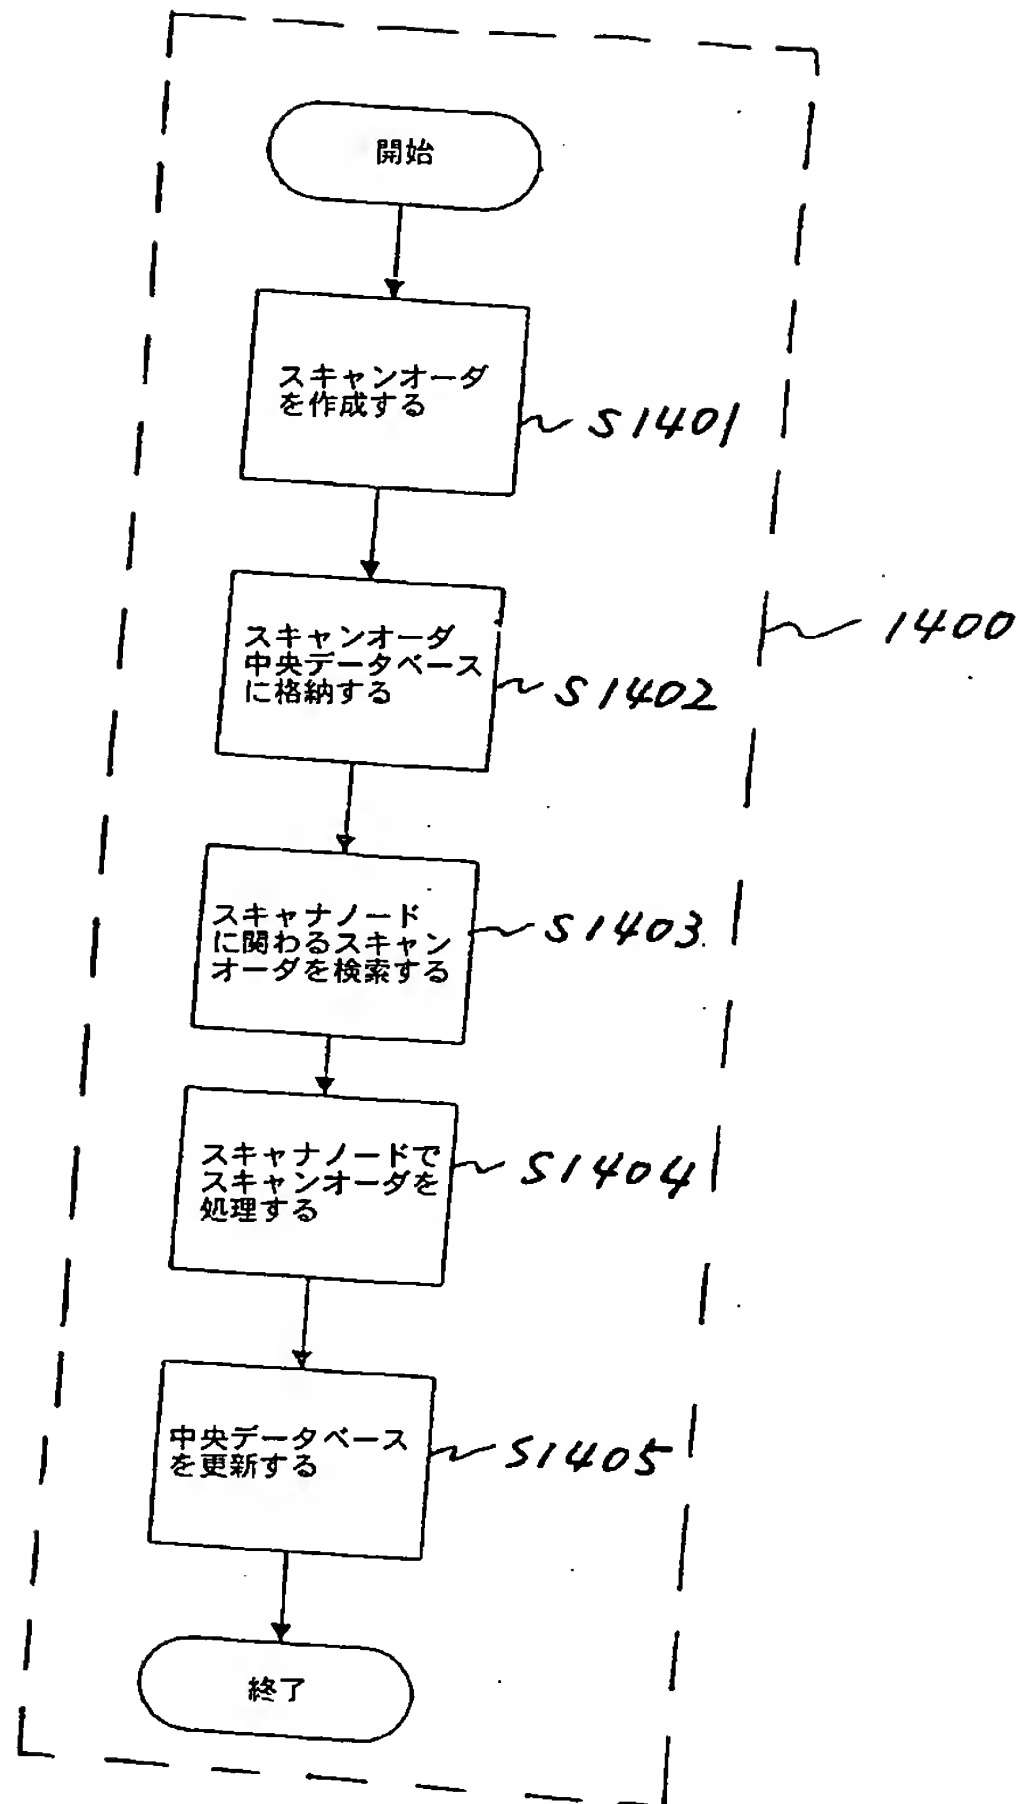 開始
スキャンオーダ
を作成する
S1401
スキャンオーダ
中央データベース
に格納する
S1402
1400
スキャナノード
に関わるスキャン
オーダを検索する
S1403
スキャナノードで
スキャンオーダを
処理する
S1404
中央データベース
を更新する
S1405
終了